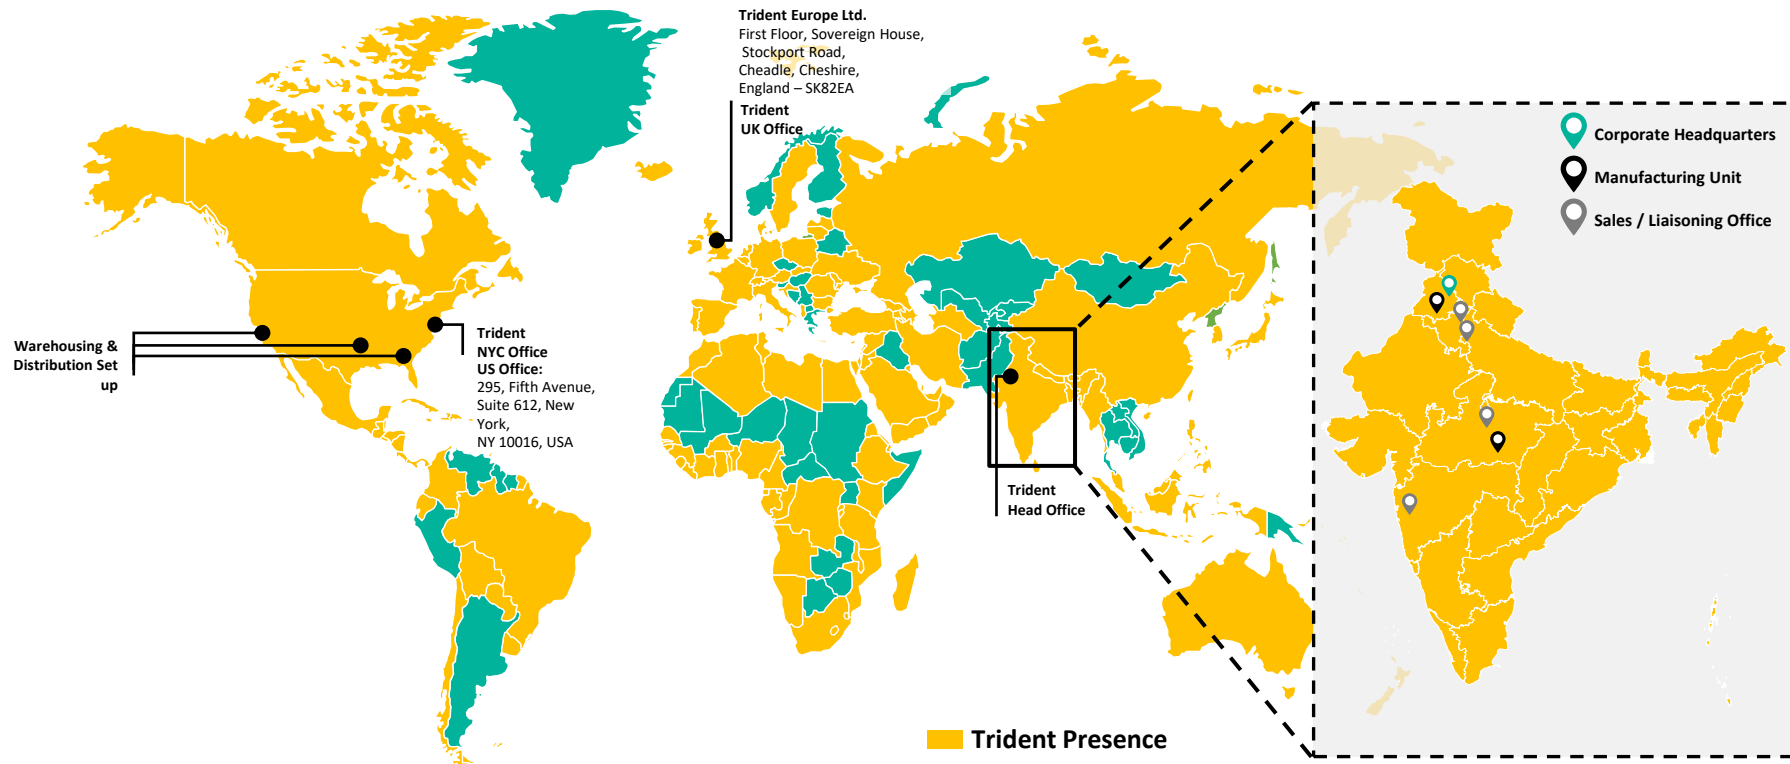 Trident Europe Ltd.
First Floor, Sovereign House,
Stockport Road,
Cheadle, Cheshire,
England – SK82EA
Trident
UK Office
Corporate Headquarters
Manufacturing Unit
Sales / Liaisoning Office
Warehousing &
Distribution Set
up
Trident
NYC Office
US Office:
295, Fifth Avenue,
Suite 612, New
York,
NY 10016, USA
Trident
Head Office
Trident Presence